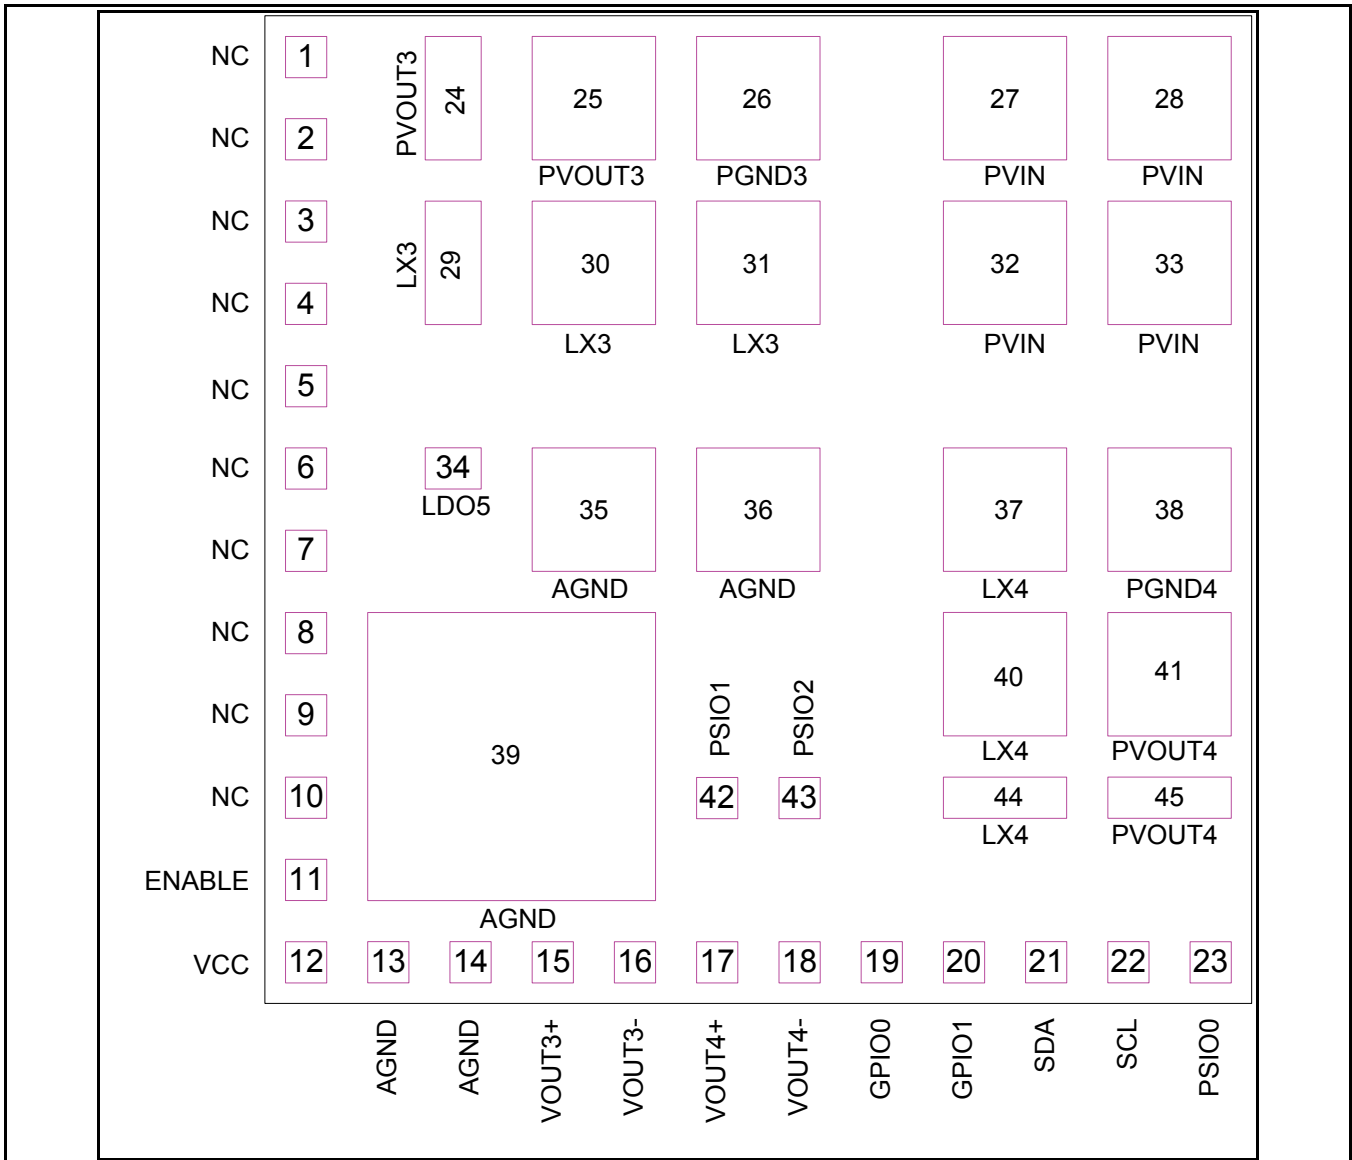 NC 1 PVOUT3 24 25 26 27 28
NC 2
PVOUT3 PGND3 PVIN PVIN
NC 3 LX3 29 30 31 32 33
NC 4
LX3 LX3 PVIN PVIN
NC 5
NC 6 34 35 36 37 38
LDO5
NC 7
AGND AGND LX4 PGND4
NC 8 40 41
NC 9 PSIO1 PSIO2
39 LX4 PVOUT4
NC 10 42 43 44 45
LX4 PVOUT4
ENABLE 11
AGND
VCC 12 13 14 15 16 17 18 19 20 21 22 23
AGND AGND VOUT3+ VOUT3- VOUT4+ VOUT4- GPIO0 GPIO1 SDA SCL PSIO0